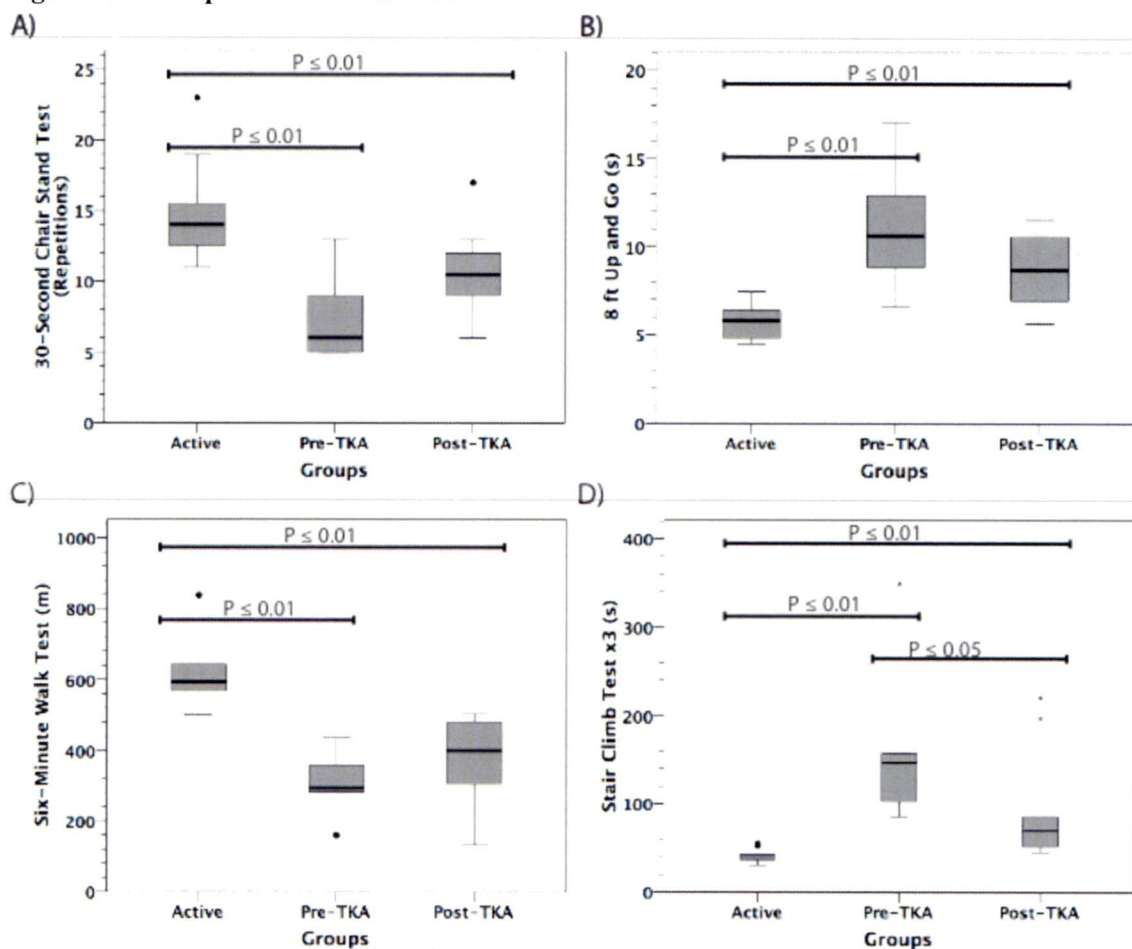 A)
P ≤ 0.01
P ≤ 0.01
30-Second Chair Stand Test
(Repetitions)
25
20
15
10
5
0
Active Pre-TKA Post-TKA
Groups
B)
P ≤ 0.01
P ≤ 0.01
8 ft Up and Go (s)
20
15
10
5
0
Active Pre-TKA Post-TKA
Groups
C)
P ≤ 0.01
P ≤ 0.01
Six-Minute Walk Test (m)
1000
800
600
400
200
0
Active Pre-TKA Post-TKA
Groups
D)
P ≤ 0.01
P ≤ 0.01
P ≤ 0.05
Stair Climb Test x3 (s)
400
300
200
100
0
Active Pre-TKA Post-TKA
Groups